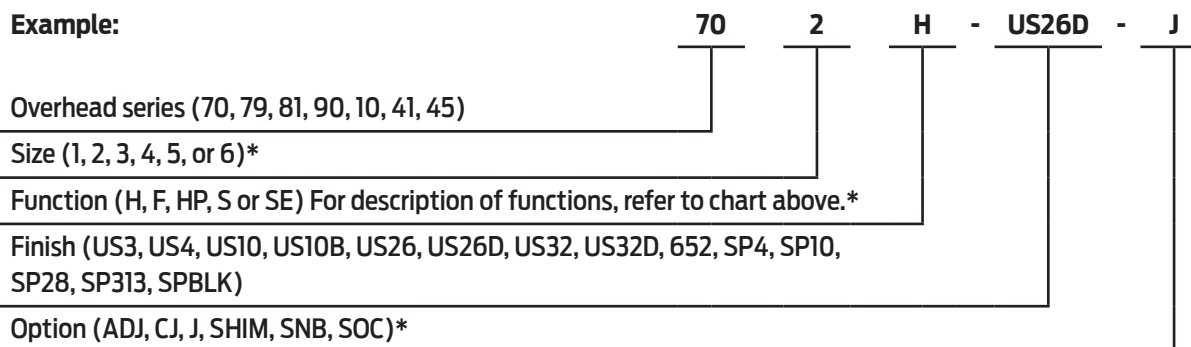 Example: 70 2 H - US26D - J
Overhead series (70, 79, 81, 90, 10, 41, 45)
Size (1, 2, 3, 4, 5, or 6)*
Function (H, F, HP, S or SE) For description of functions, refer to chart above.*
Finish (US3, US4, US10, US10B, US26, US26D, US32, US32D, 652, SP4, SP10,
SP28, SP313, SPBLK)
Option (ADJ, CJ, J, SHIM, SNB, SOC)*